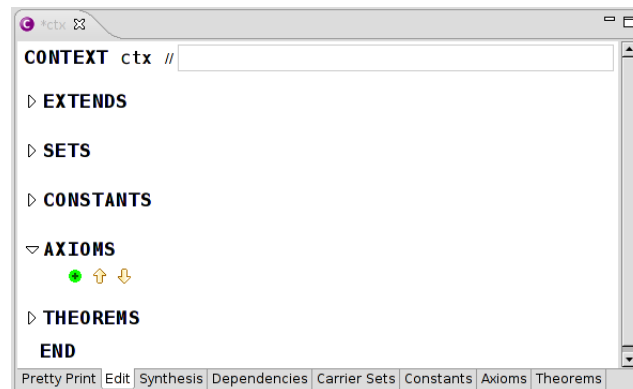 *ctx
CONTEXT ctx //
EXTENDS
SETS
CONSTANTS
AXIOMS
THEOREMS
END
Pretty Print Edit Synthesis Dependencies Carrier Sets Constants Axioms Theorems